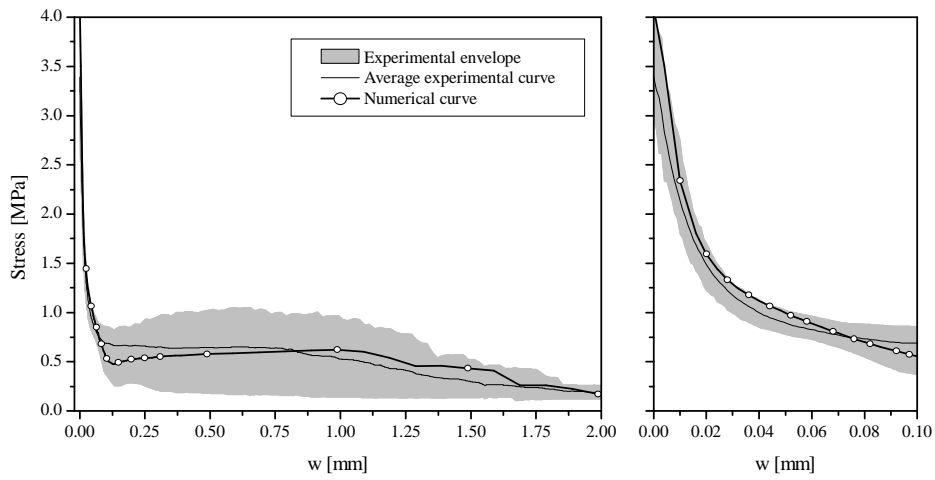 4.0
3.5
3.0
2.5
2.0
1.5
1.0
0.5
0.0
Stress [MPa]
Experimental envelope
Average experimental curve
Numerical curve
0.00 0.25 0.50 0.75 1.00 1.25 1.50 1.75 2.00
w [mm]
0.00 0.02 0.04 0.06 0.08 0.10
w [mm]